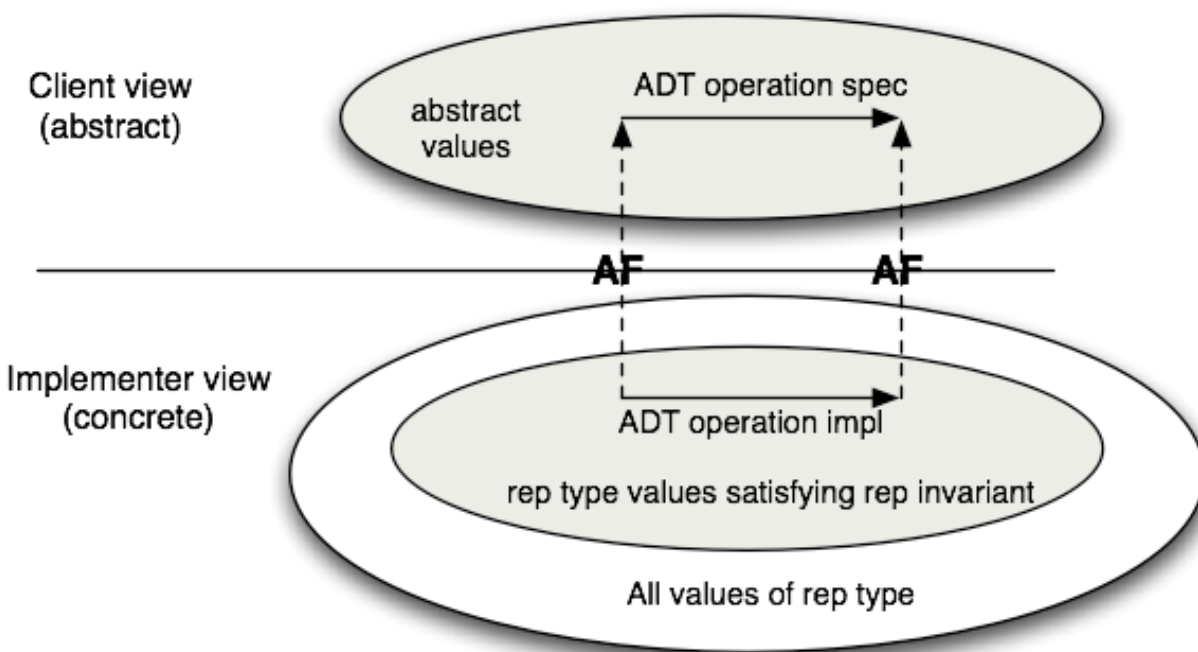 Client view
(abstract)
abstract
values
ADT operation spec
AF AF
Implementer view
(concrete)
ADT operation impl
rep type values satisfying rep invariant
All values of rep type